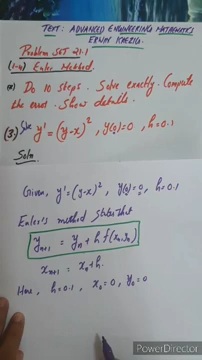 TEXT: ADVANCED ENGINEERING MATHEMATICS
ERWIN KREYZIG.
Problem SET 21.1
(1-4) Euler Method.
Do 10 steps. Solve exactly. Compute
the error. Show details.
(3.) Solve y' = (y-x)², y(0)=0, h=0.1
Soln.
Given, y' = (y-x)², y(0)=0, h=0.1
Euler's method states that
yₙ₊₁ = yₙ + h f(xₙ,yₙ)
xₙ₊₁ = xₙ+h.
Here, h=0.1, x₀=0, y₀=0
PowerDirector